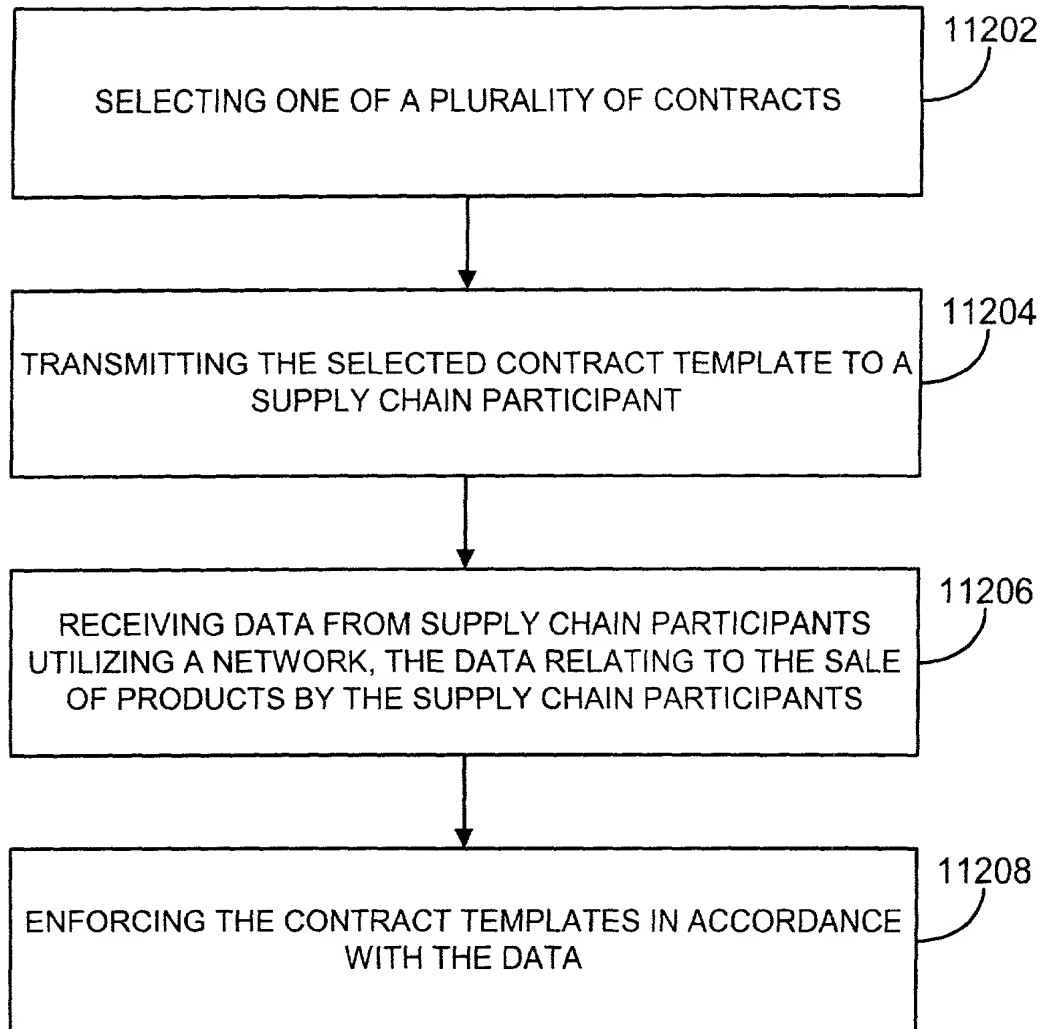 11202
SELECTING ONE OF A PLURALITY OF CONTRACTS
11204
TRANSMITTING THE SELECTED CONTRACT TEMPLATE TO A
SUPPLY CHAIN PARTICIPANT
11206
RECEIVING DATA FROM SUPPLY CHAIN PARTICIPANTS
UTILIZING A NETWORK, THE DATA RELATING TO THE SALE
OF PRODUCTS BY THE SUPPLY CHAIN PARTICIPANTS
11208
ENFORCING THE CONTRACT TEMPLATES IN ACCORDANCE
WITH THE DATA